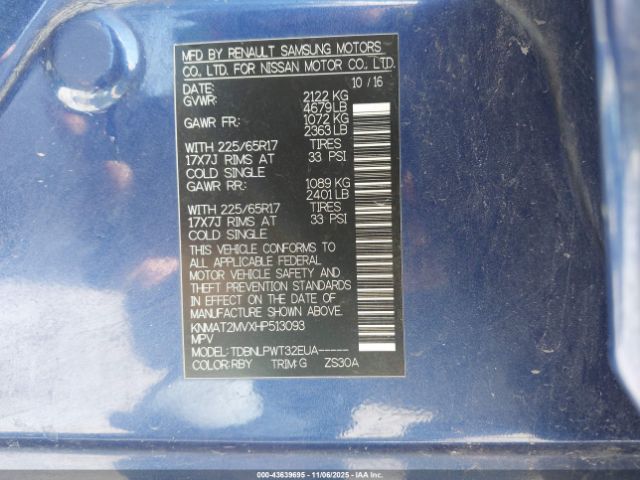 MFD BY RENAULT SAMSUNG MOTORS
CO., LTD. FOR NISSAN MOTOR CO., LTD.
DATE: 10 / 16
GVWR: 2122 KG
4679 LB
GAWR FR: 1072 KG
2363 LB
WITH 225/65R17 TIRES
17X7J RIMS AT 33 PSI
COLD SINGLE
GAWR RR: 1089 KG
2401 LB
WITH 225/65R17 TIRES
17X7J RIMS AT 33 PSI
COLD SINGLE
THIS VEHICLE CONFORMS TO
ALL APPLICABLE FEDERAL
MOTOR VEHICLE SAFETY AND
THEFT PREVENTION STANDARDS
IN EFFECT ON THE DATE OF
MANUFACTURE SHOWN ABOVE.
KNMAT2MVXHP513093
MPV
MODEL: TDBNLPWT32EUA-----
COLOR: RBY TRIM: G ZS30A
000-43639695 - 11/06/2025 - IAAI.COM